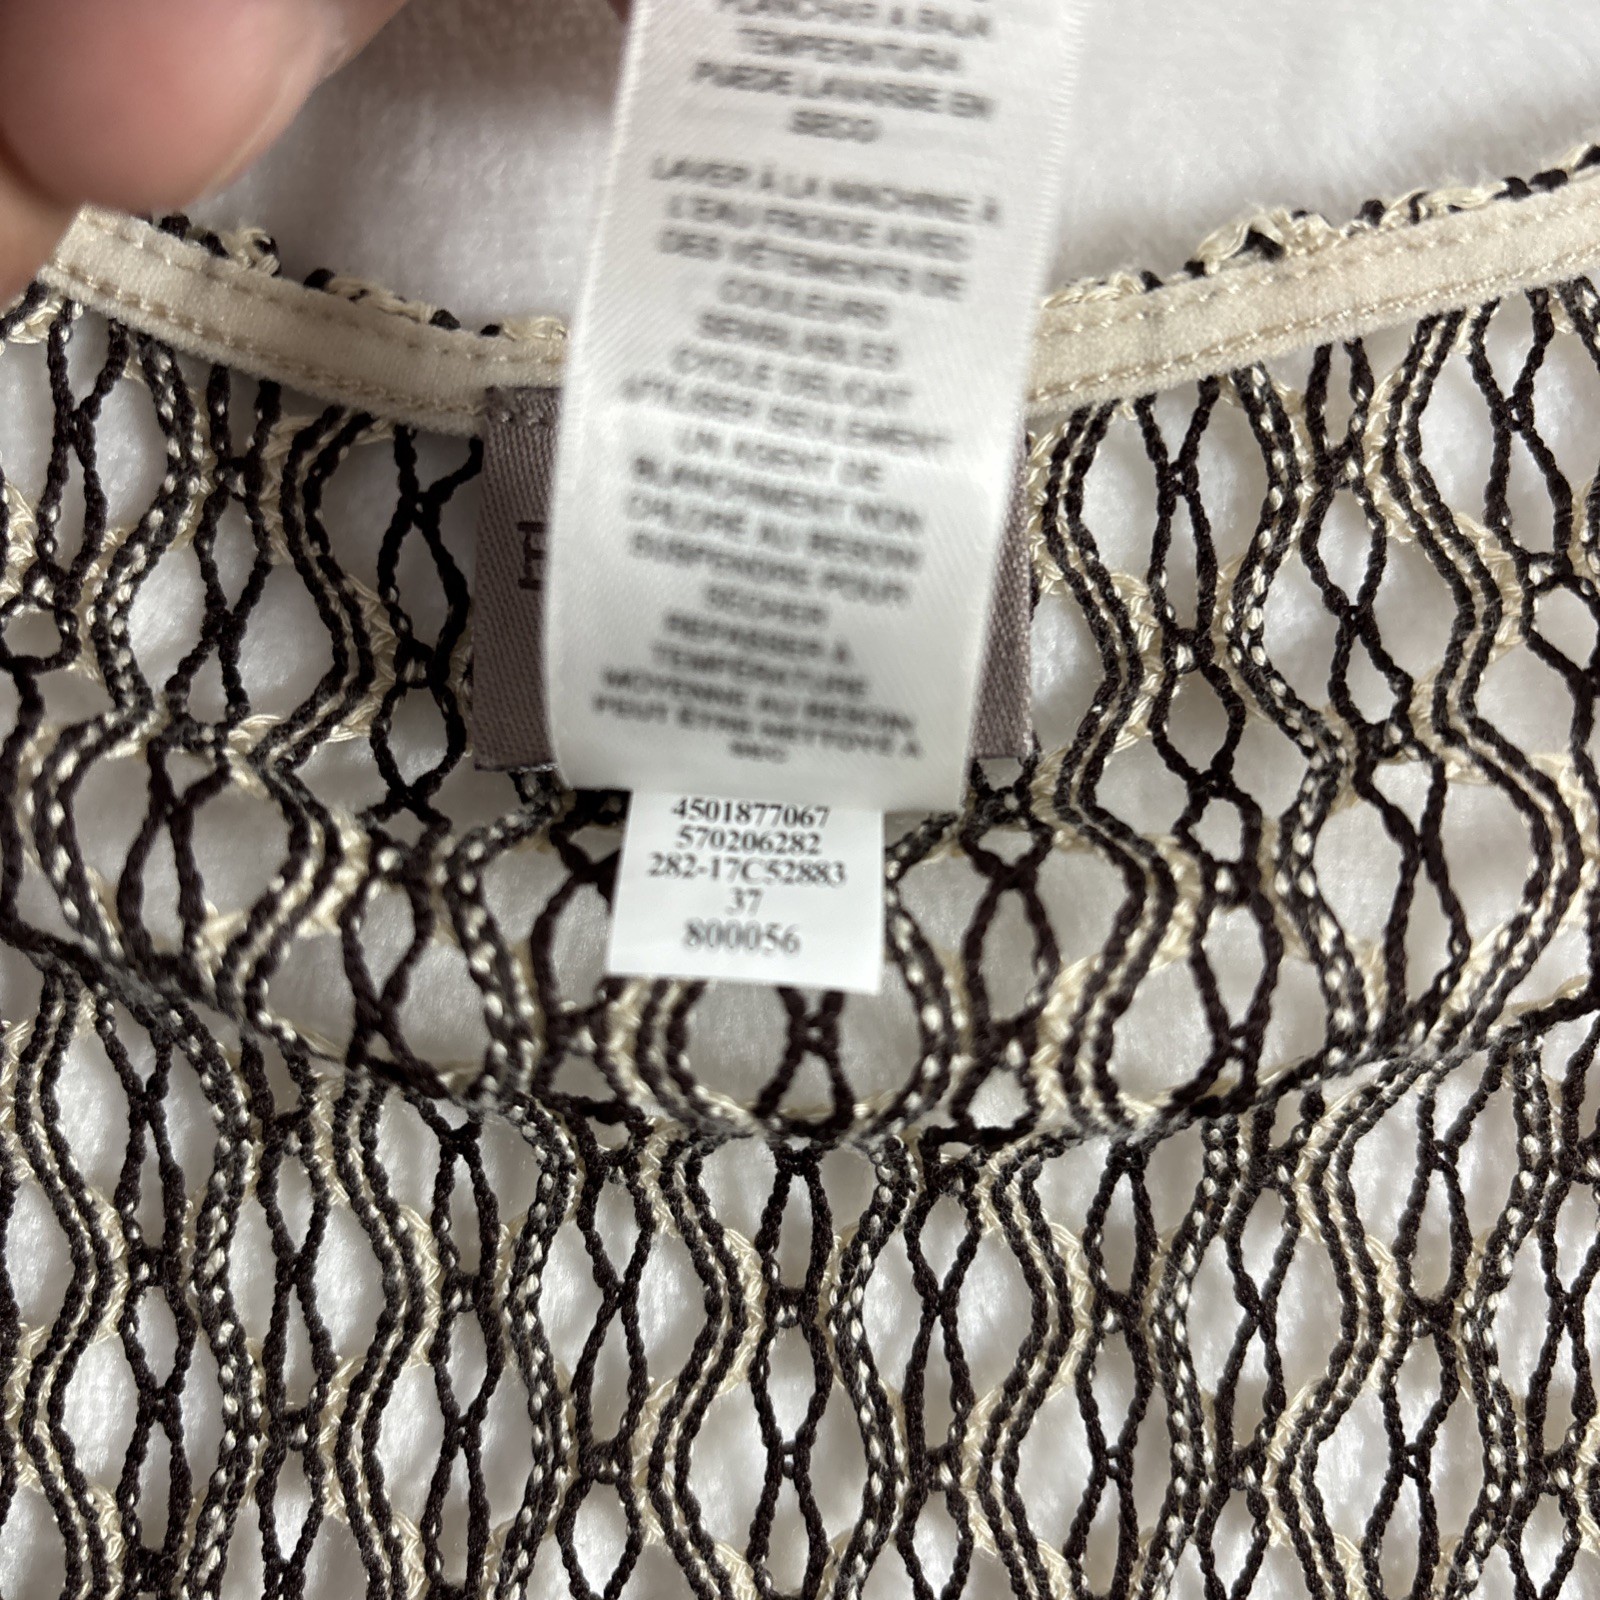 PLANCHAR A BAJA
TEMPERATURA
PUEDE LAVARSE EN
SECO
LAVER À LA MACHINE À
L'EAU FROIDE AVEC
DES VÊTEMENTS DE
COULEURS
SEMBLABLES
CYCLE DÉLICAT
UTILISER SEULEMENT
UN AGENT DE
BLANCHIMENT NON
CHLORÉ AU BESOIN
SUSPENDRE POUR
SÉCHER
REPASSER À
TEMPÉRATURE
MOYENNE AU BESOIN
PEUT ÊTRE NETTOYÉ À
SEC
4501877067
570206282
282-17C52883
37
800056